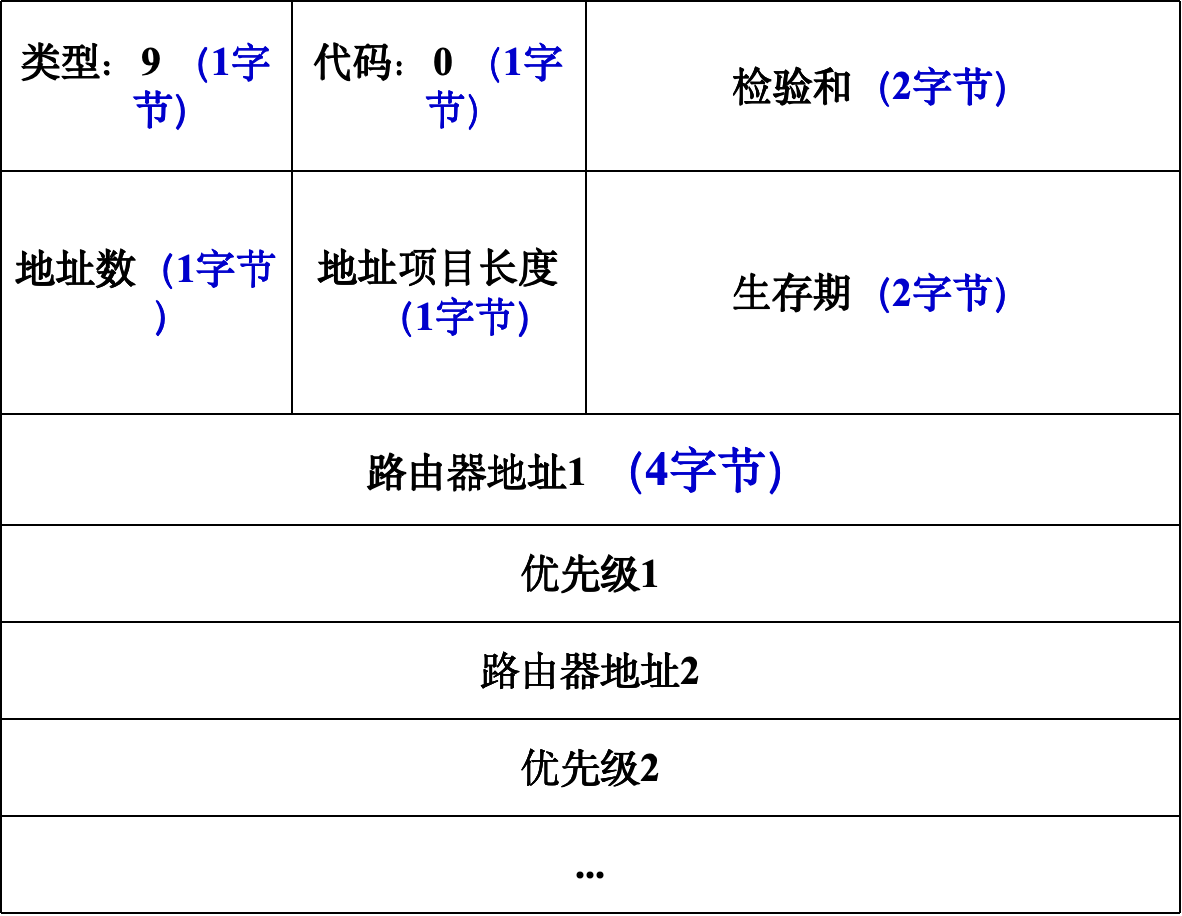 类型：9 (1字
节)
代码：0 (1字
节)
检验和 (2字节)
地址数 (1字节
)
地址项目长度
(1字节)
生存期 (2字节)
路由器地址1 (4字节)
优先级1
路由器地址2
优先级2
...